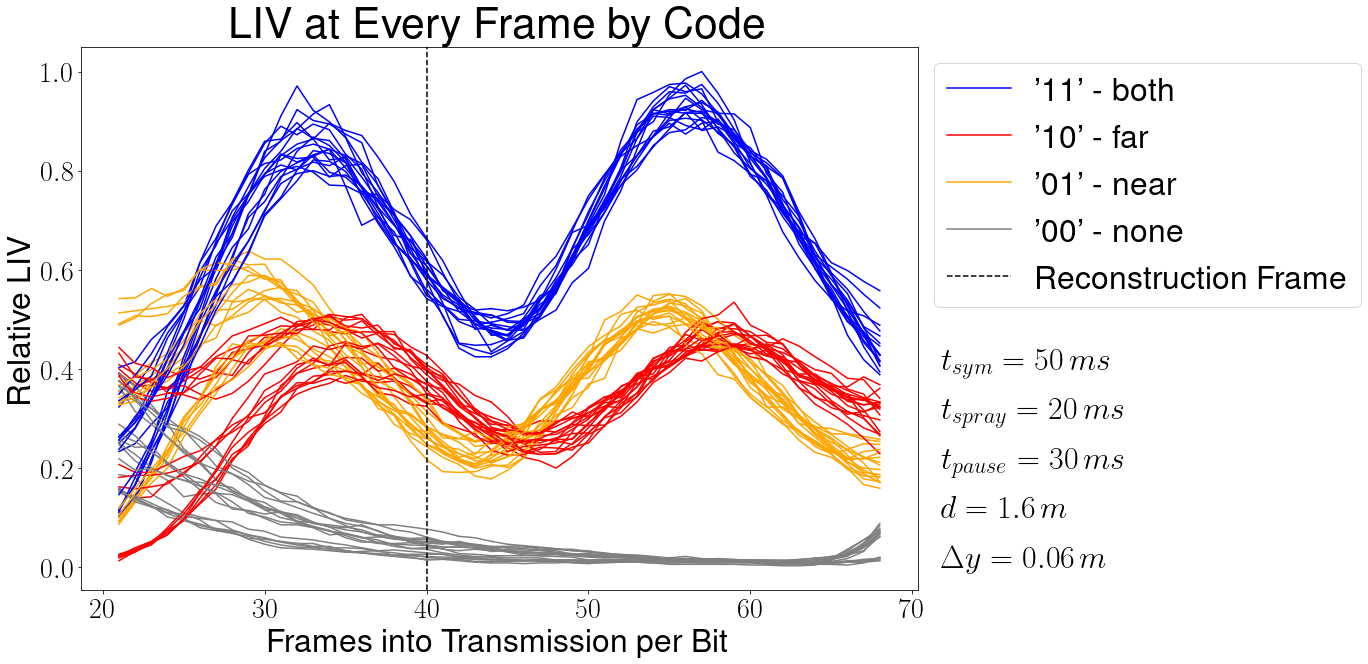 LIV at Every Frame by Code
Relative LIV
1.0
0.8
0.6
0.4
0.2
0.0
20 30 40 50 60 70
Frames into Transmission per Bit
’11’ - both
’10’ - far
’01’ - near
’00’ - none
Reconstruction Frame
t_{sym} = 50 ms
t_{spray} = 20 ms
t_{pause} = 30 ms
d = 1.6 m
Δy = 0.06 m